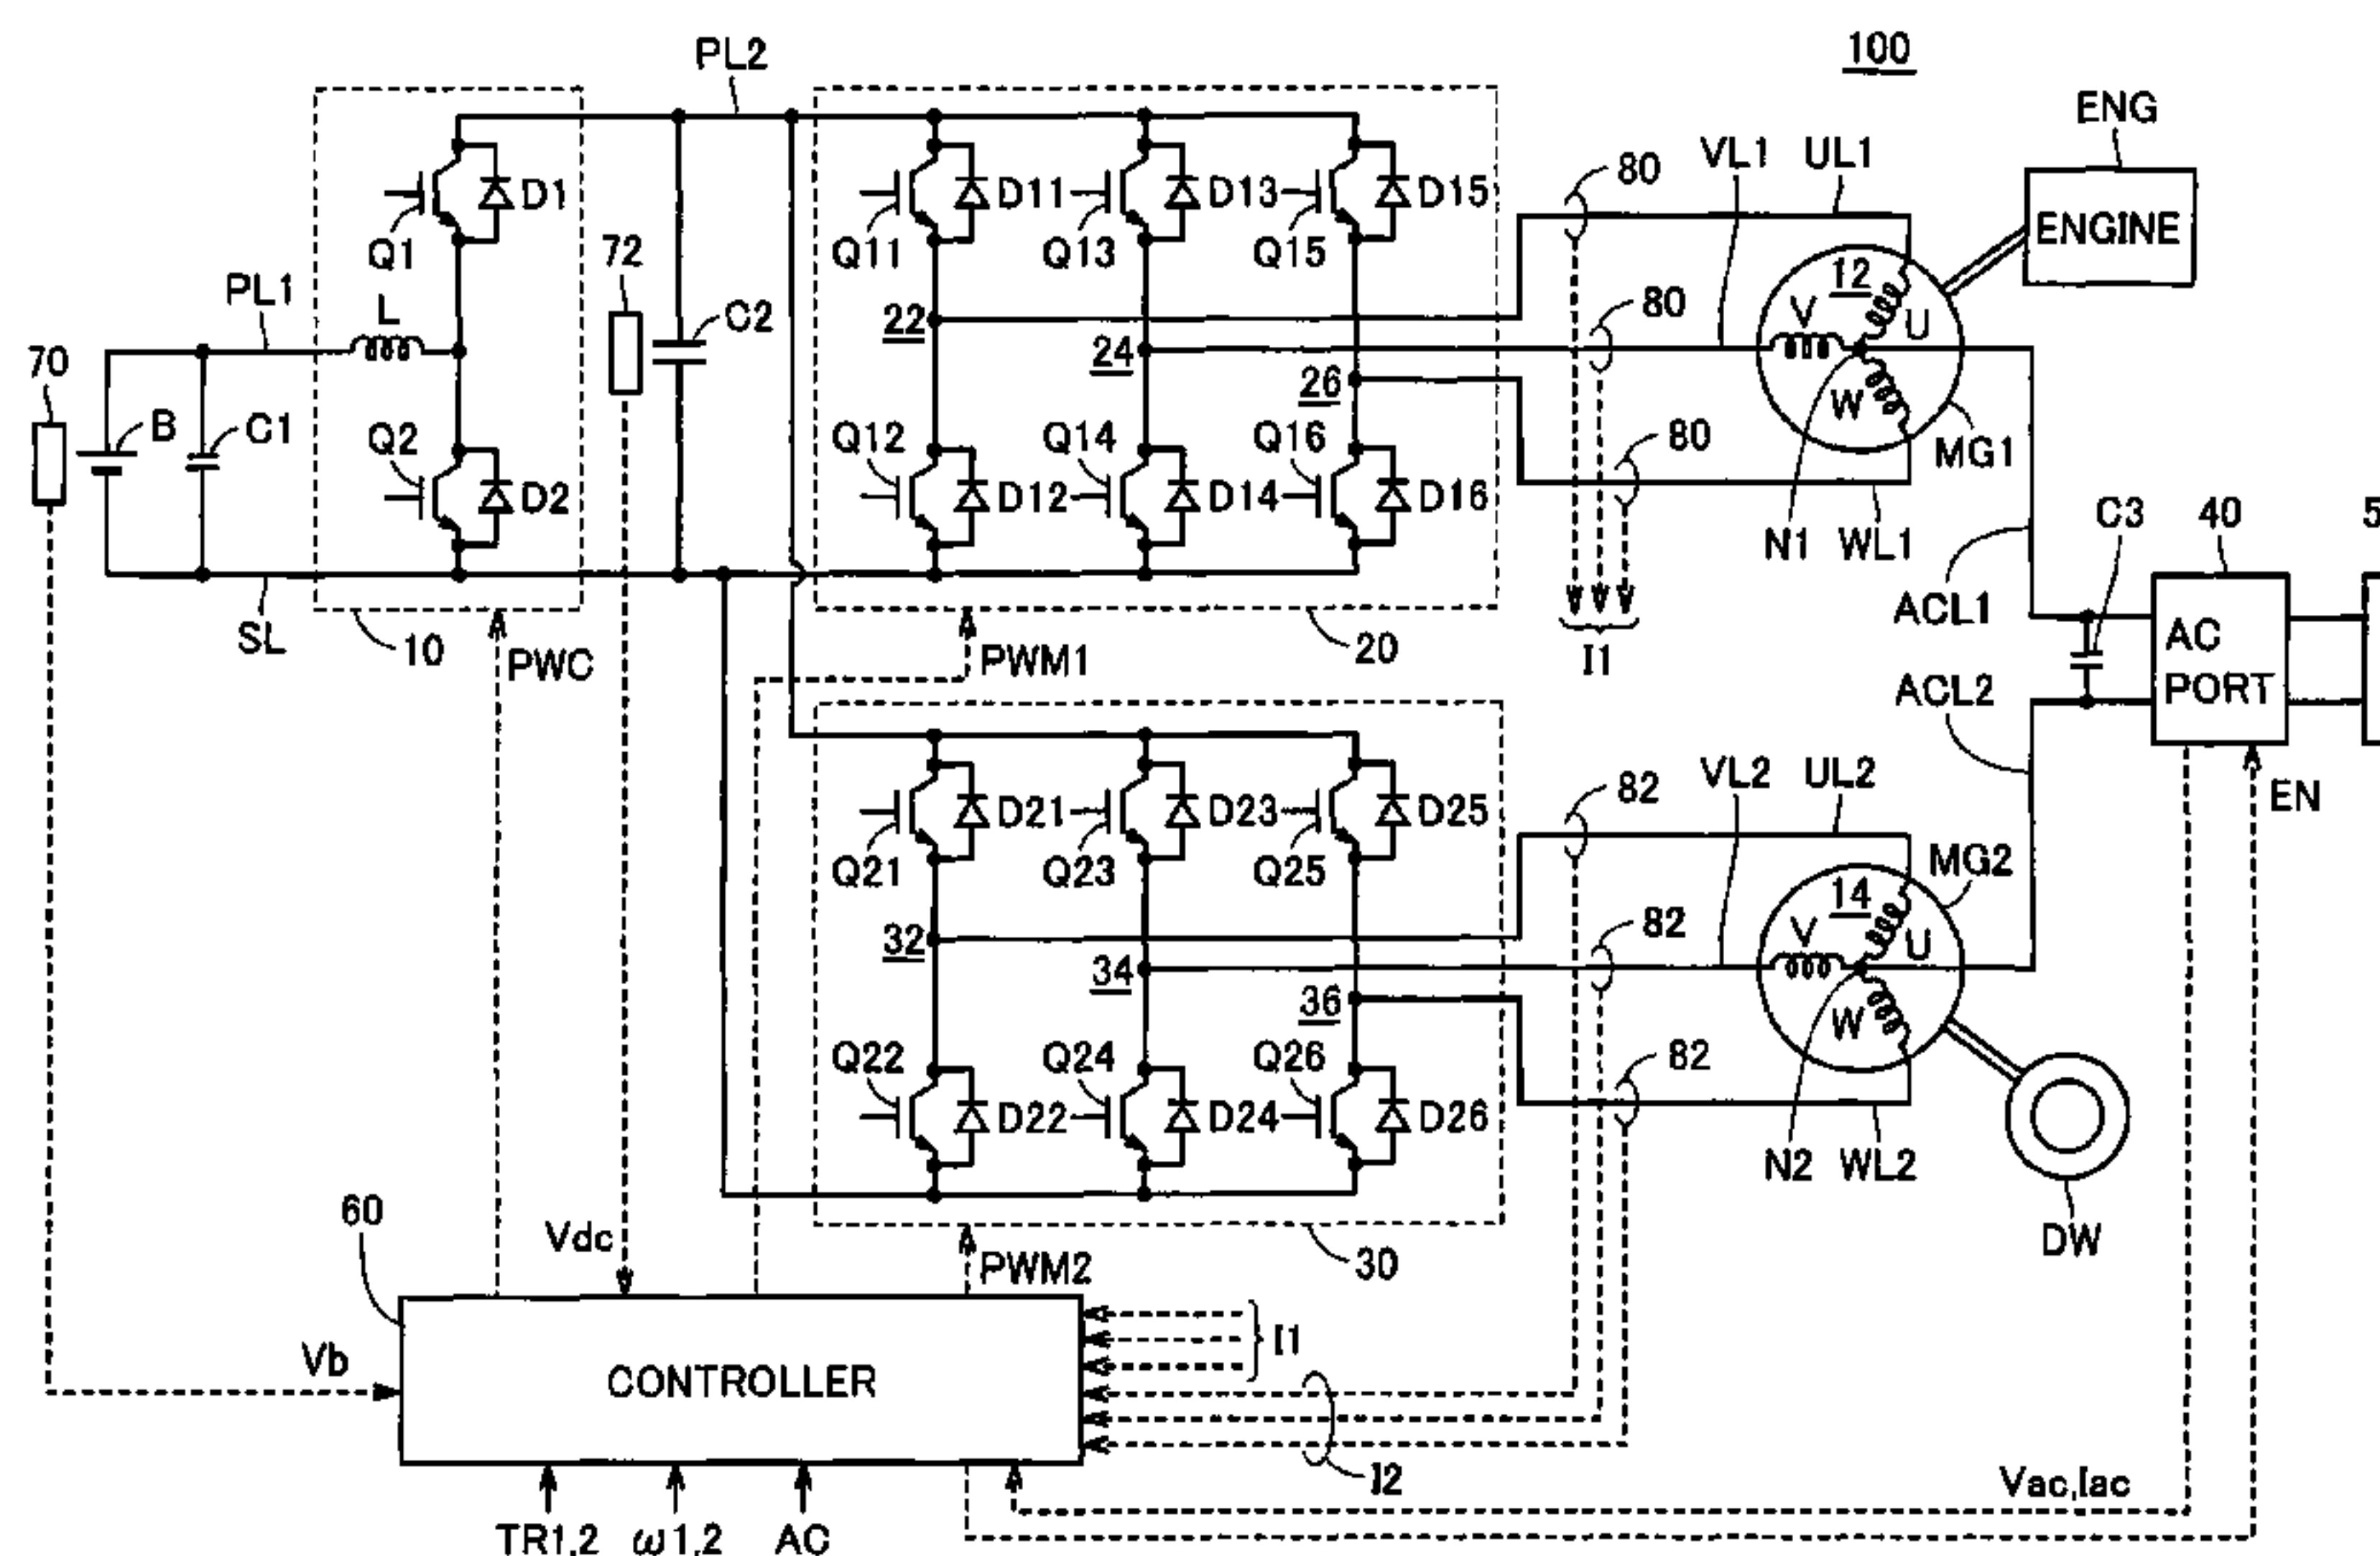 100
PL2
ENG
ENGINE
VL1 UL1
80
D1 D11 D13 D15
Q1 Q11 Q13 Q15
72
PL1
L
C2
22
24
26
80
12
V U
W
70
B
C1
Q2 Q12 Q14 Q16
D2 D12 D14 D16
80
MG1
N1 WL1
C3 40
SL
10
PWC
PWM1
20
I1
ACL1
AC
PORT
ACL2
EN
D21 D23 D25
Q21 Q23 Q25
82
VL2 UL2
MG2
14
V U
W
32
34
36
82
82
Q22 Q24 Q26
D22 D24 D26
N2 WL2
DW
60
Vdc
PWM2
30
Vb
CONTROLLER
I1
I2
Vac,Iac
TR1,2 ω1,2 AC